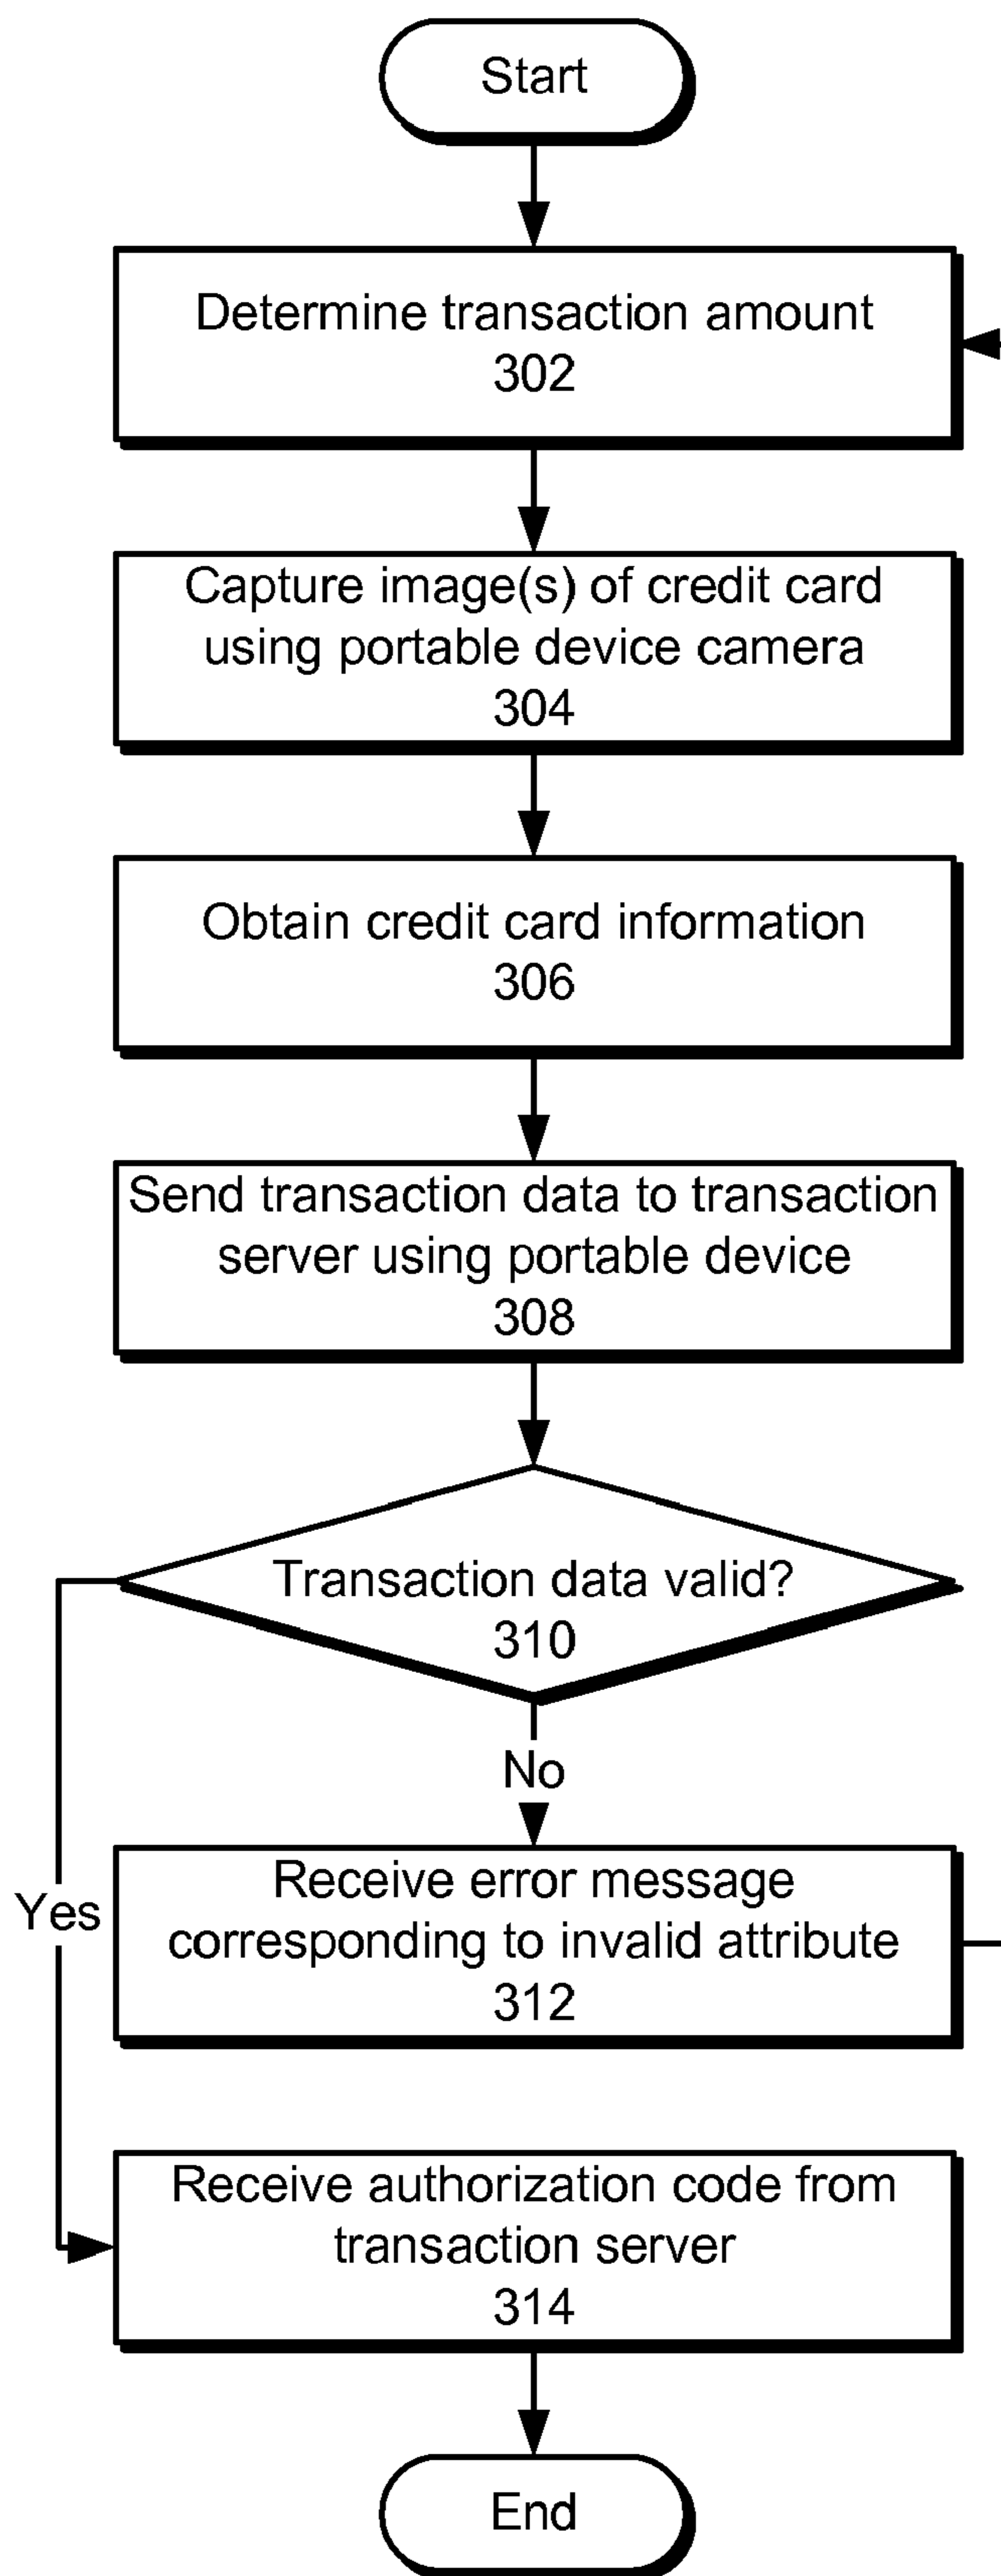 Start
Determine transaction amount
302
Capture image(s) of credit card
using portable device camera
304
Obtain credit card information
306
Send transaction data to transaction
server using portable device
308
Transaction data valid?
310
No
Receive error message
corresponding to invalid attribute
312
Yes
Receive authorization code from
transaction server
314
End